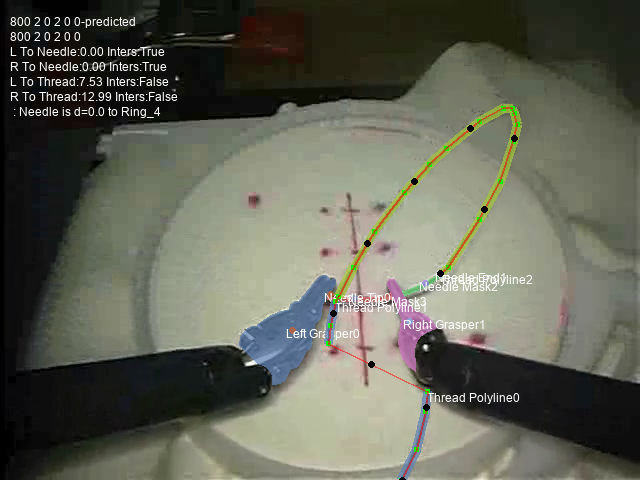 800 2 0 2 0 0-predicted
800 2 0 2 0 0
L To Needle:0.00 Inters:True
R To Needle:0.00 Inters:True
L To Thread:7.53 Inters:False
R To Thread:12.99 Inters:False
: Needle is d=0.0 to Ring_4
Needle End1
Thread Polyline2
Needle Mask2
Needle Tip0
Needle Mask3
Thread Polyline1
Right Grasper1
Left Grasper0
Thread Polyline0